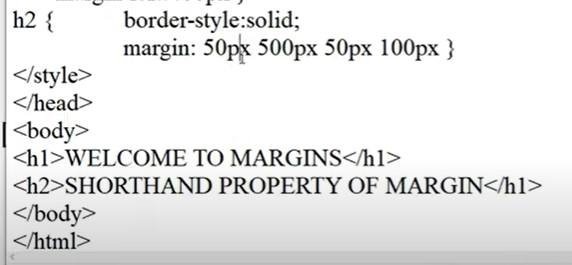 h2 { border-style:solid;
margin: 50px 500px 50px 100px }
</style>
</head>
<body>
<h1>WELCOME TO MARGINS</h1>
<h2>SHORTHAND PROPERTY OF MARGIN</h1>
</body>
</html>